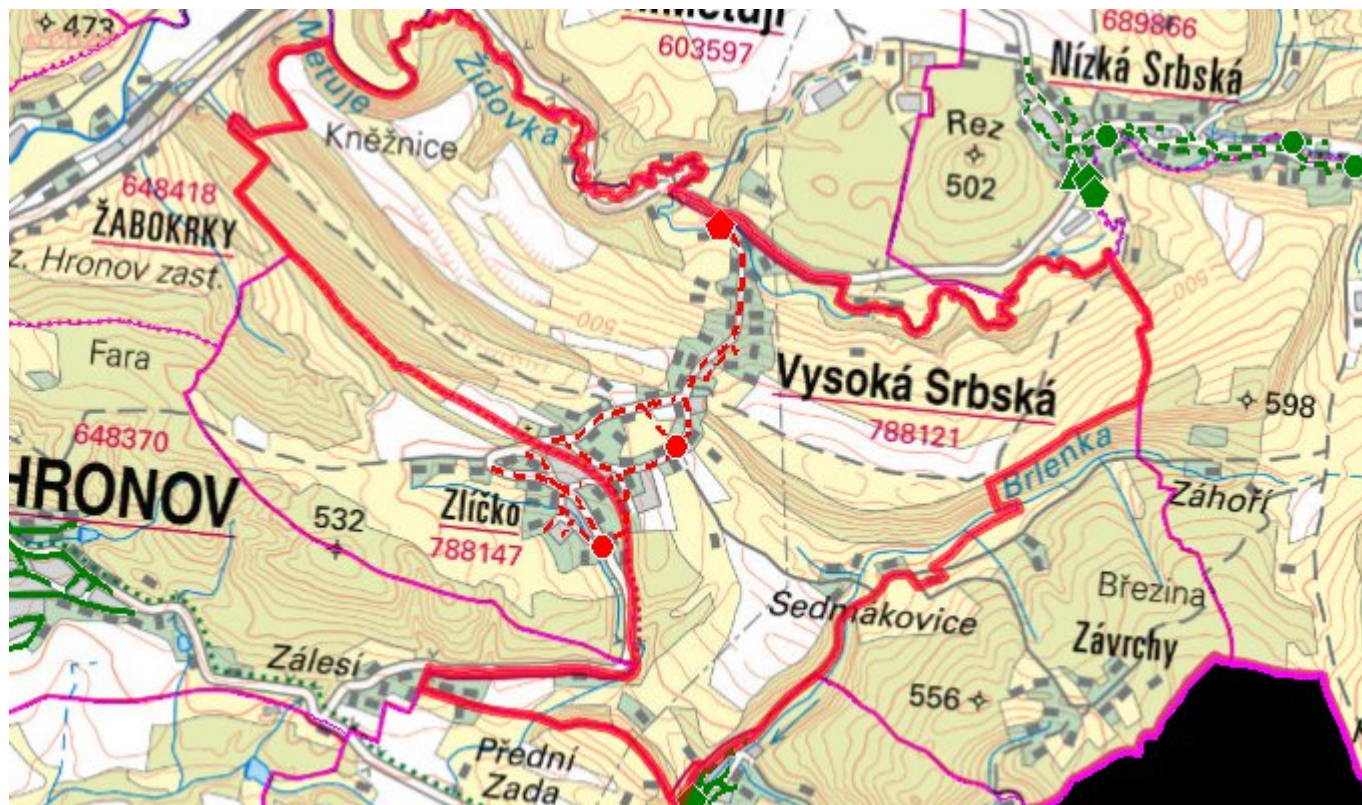 473
689866
603597
Nízká Srbská
Metuje
Židovka
Rez
502
Kněžnice
648418
ŽABOKRKY
z. Hronov zast.
500
500
Fara
Vysoká Srbská
788121
598
648370
HRONOV
Brlenka
Záhoří
Zlíčko
788147
532
Březina
Sedmakovice
Závrchy
Zálesí
556
Přední
Zada